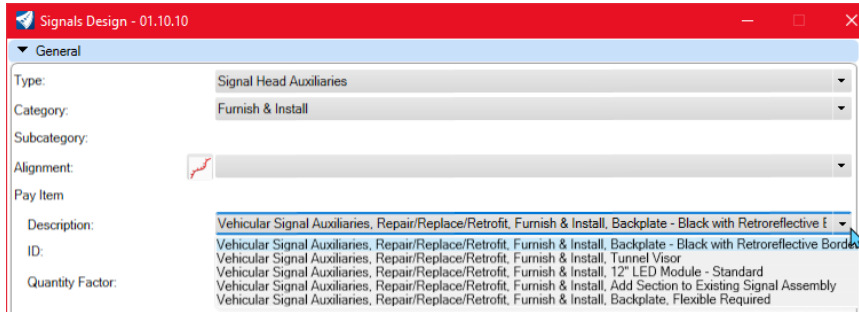 Signals Design - 01.10.10
General
Type: Signal Head Auxiliaries
Category: Furnish & Install
Subcategory:
Alignment:
Pay Item
Description: Vehicular Signal Auxiliaries, Repair/Replace/Retrofit, Furnish & Install, Backplate - Black with Retroreflective
ID:
Quantity Factor:
Vehicular Signal Auxiliaries, Repair/Replace/Retrofit, Furnish & Install, Backplate - Black with Retroreflective
Vehicular Signal Auxiliaries, Repair/Replace/Retrofit, Furnish & Install, Tunnel Visor
Vehicular Signal Auxiliaries, Repair/Replace/Retrofit, Furnish & Install, 12" LED Module - Standard
Vehicular Signal Auxiliaries, Repair/Replace/Retrofit, Furnish & Install, Add Section to Existing Signal Assembly
Vehicular Signal Auxiliaries, Repair/Replace/Retrofit, Furnish & Install, Backplate, Flexible Required